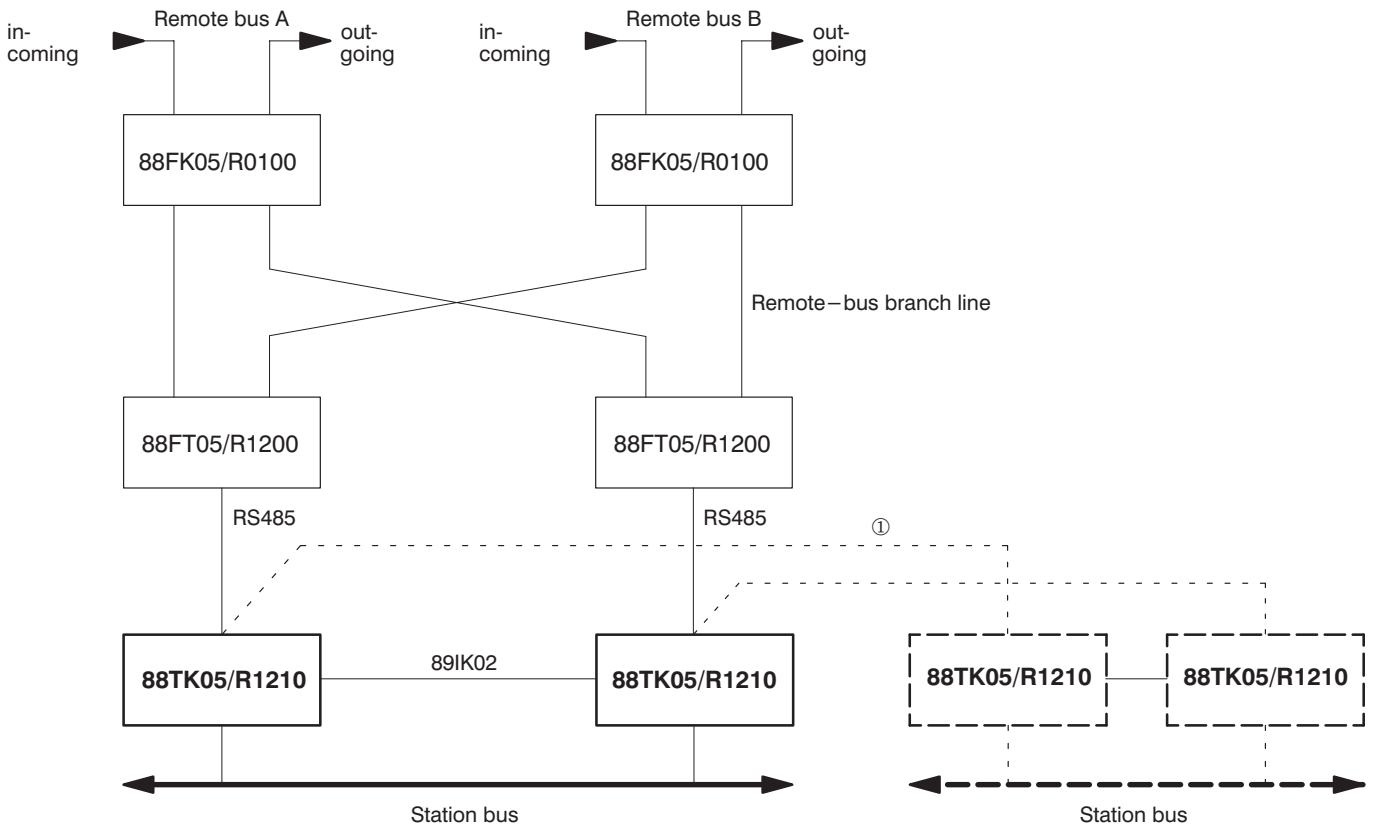 Remote bus A
in-
coming
out-
going
Remote bus B
in-
coming
out-
going
88FK05/R0100
88FK05/R0100
Remote–bus branch line
88FT05/R1200
88FT05/R1200
RS485
RS485
①
88TK05/R1210
89IK02
88TK05/R1210
88TK05/R1210
88TK05/R1210
Station bus
Station bus